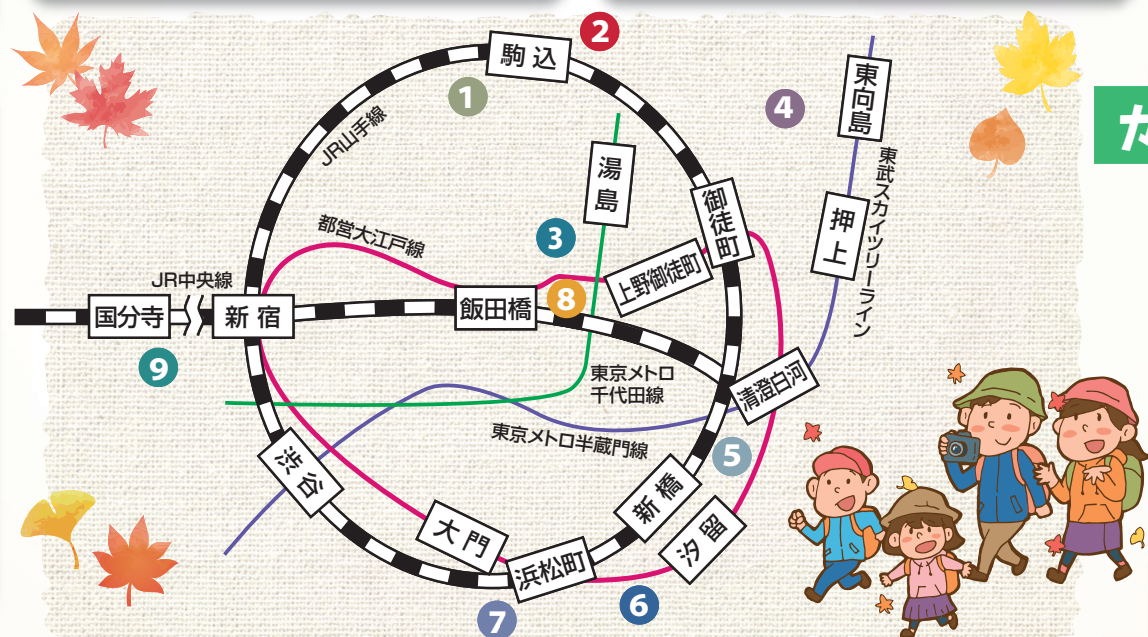 2
駒込
1
4
東向島
JR山手線
東武スカイツリーライン
湯島
御徒町
押上
都営大江戸線
3
上野御徒町
JR中央線
8
飯田橋
国分寺
新宿
9
東京メトロ
千代田線
清澄白河
東京メトロ半蔵門線
5
渋谷
新橋
大門
汐留
浜松町
6
7